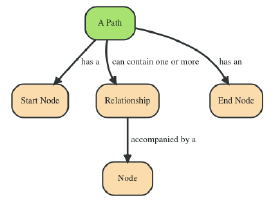 A Path
has a
can contain one or more
has an
Start Node
Relationship
End Node
accompanied by a
Node